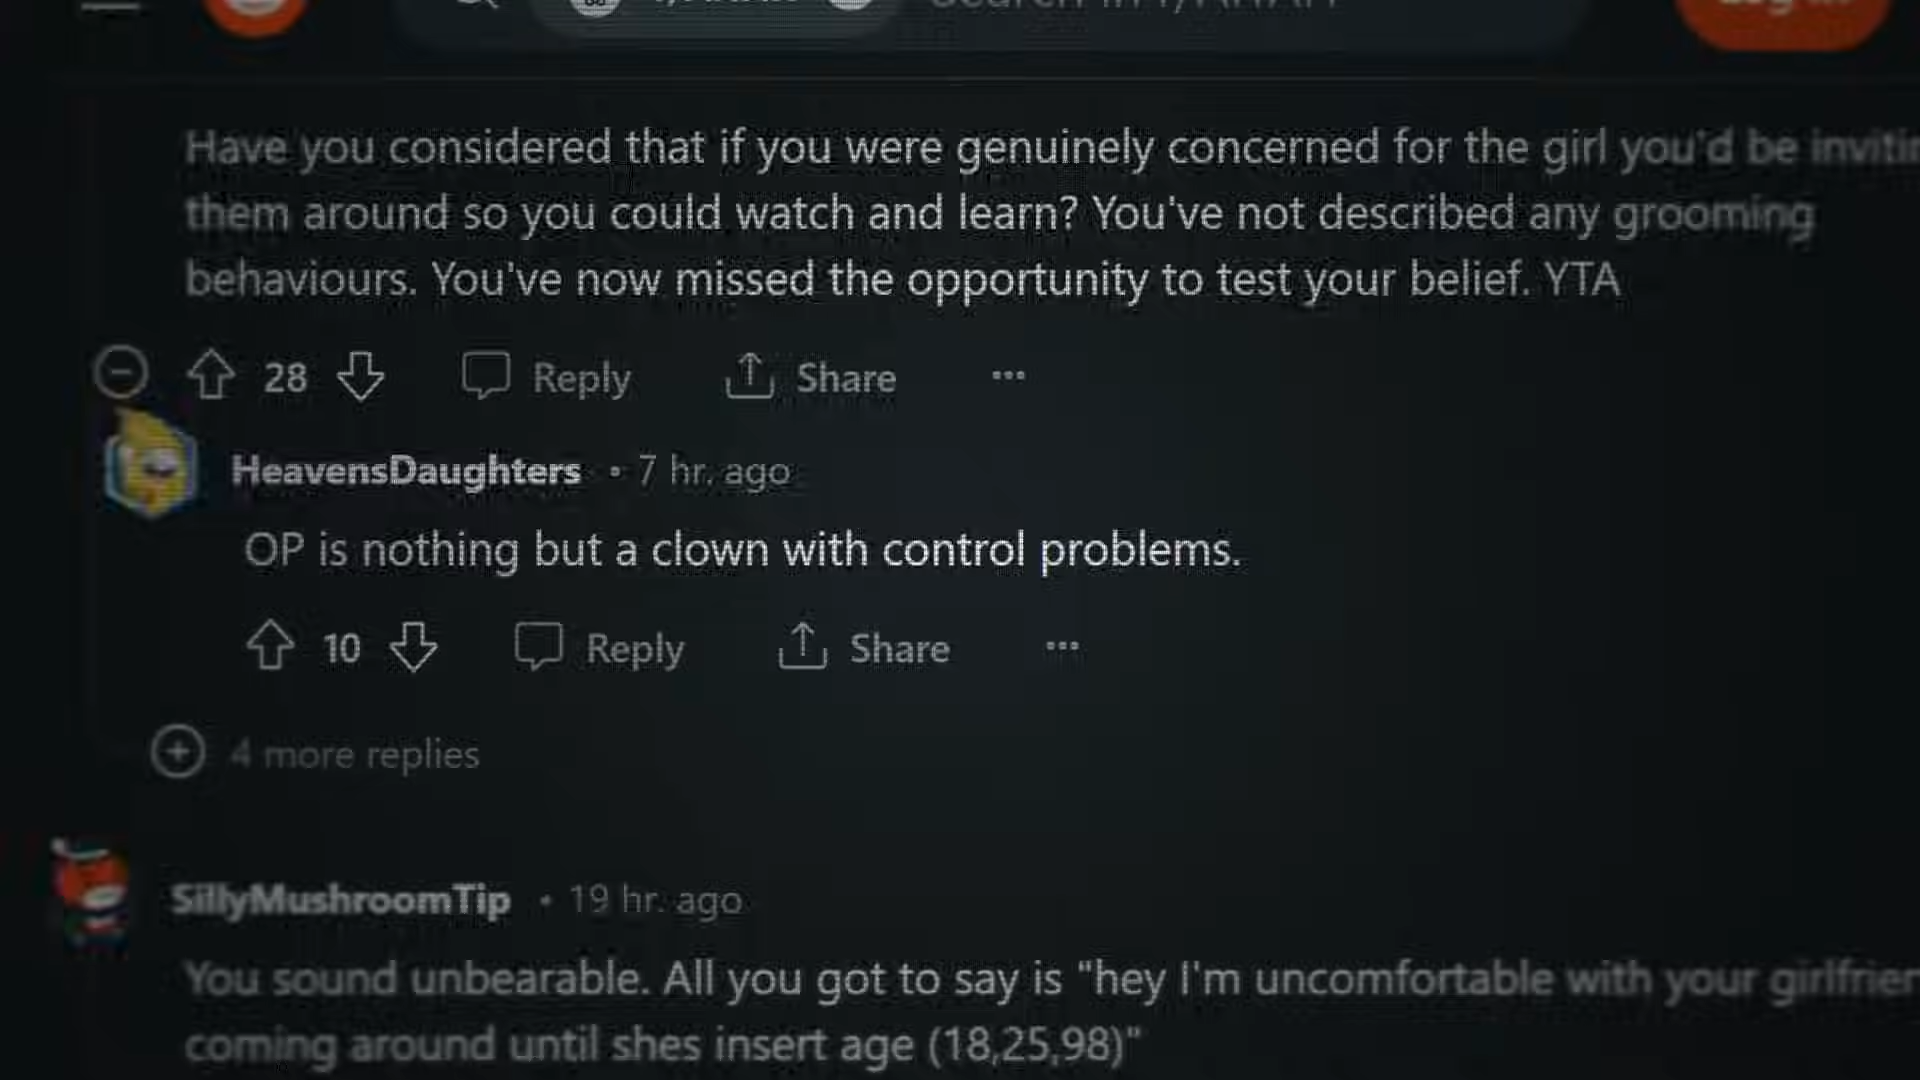 Have you considered that if you were genuinely concerned for the girl you'd be
them around so you could watch and learn? You've not described any grooming
behaviours. You've now missed the opportunity to test your belief. YTA
28 Reply Share ...
HeavensDaughters • 7 hr. ago
OP is nothing but a clown with control problems.
10 Reply Share ...
4 more replies
SillyMushroomTip • 19 hr. ago
You sound unbearable. All you got to say is "hey I'm uncomfortable with your
coming around until shes insert age (18,25,98)"